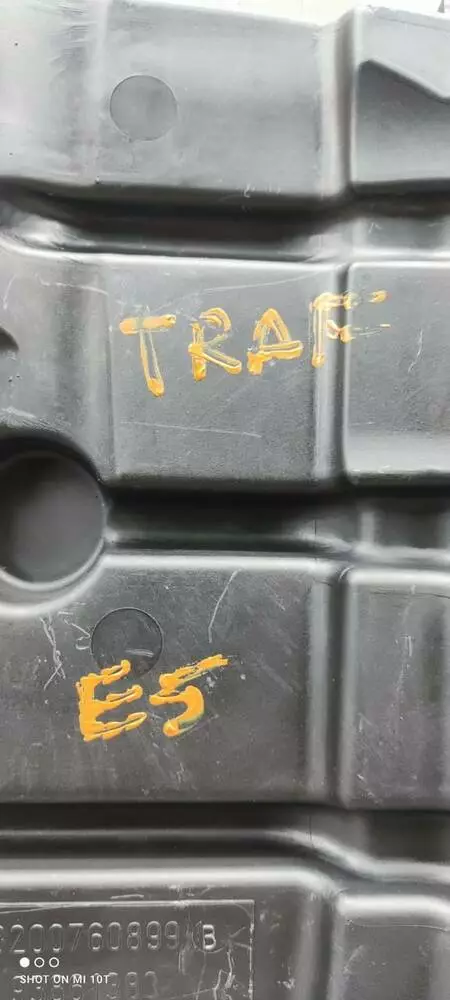 TRAF
E5
8200760899 B
SHOT ON MI 10T